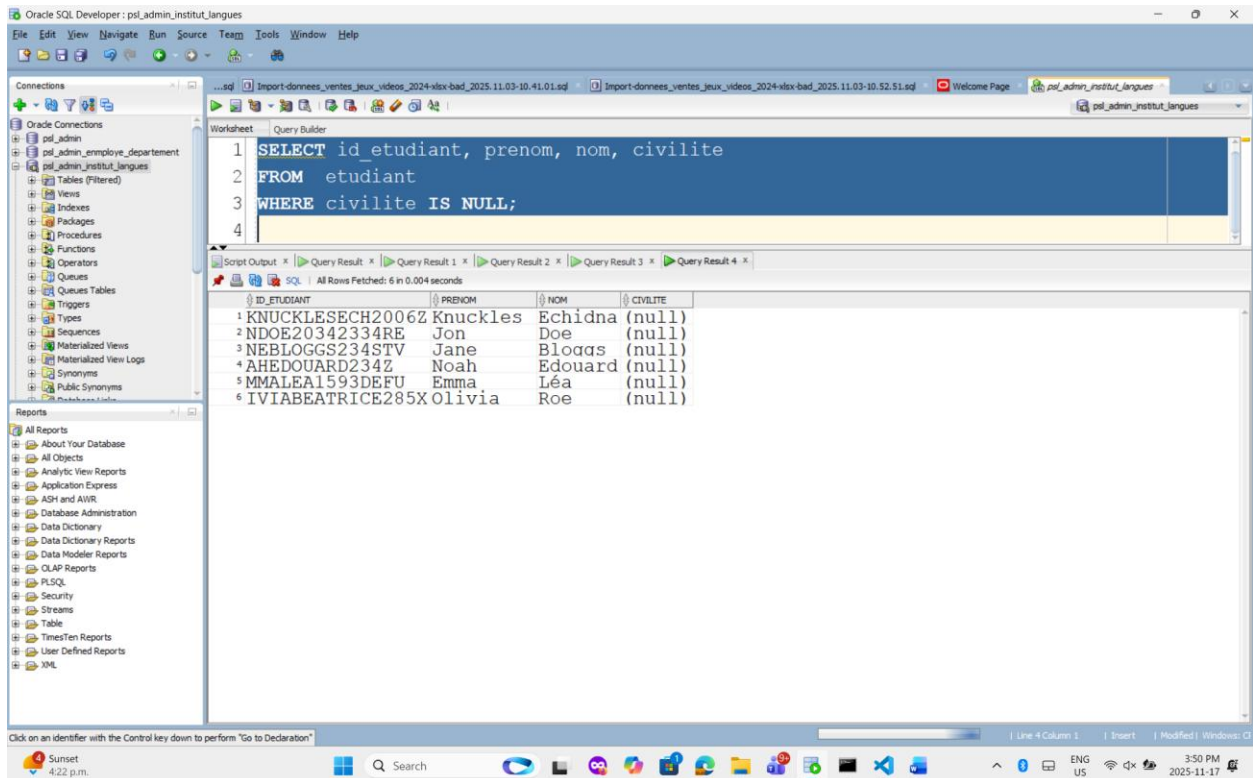 Oracle SQL Developer : psl_admin_institut_langues
File Edit View Navigate Run Source Team Tools Window Help
Connections
...sql Import-donnees_ventes_jeux_videos_2024-xlsx-bad_2025.11.03-10.41.01.sql Import-donnees_ventes_jeux_videos_2024-xlsx-bad_2025.11.03-10.52.51.sql Welcome Page psl_admin_institut_langues
psl_admin_institut_langues
Oracle Connections
psl_admin
psl_admin_enmploye_departement
psl_admin_institut_langues
Tables (Filtered)
Views
Indexes
Packages
Procedures
Functions
Operators
Queues
Queues Tables
Triggers
Types
Sequences
Materialized Views
Materialized View Logs
Synonyms
Public Synonyms
Database Links
Worksheet Query Builder
1 SELECT id_etudiant, prenom, nom, civilite
2 FROM etudiant
3 WHERE civilite IS NULL;
4
Script Output x Query Result x Query Result 1 x Query Result 2 x Query Result 3 x Query Result 4 x
SQL | All Rows Fetched: 6 in 0.004 seconds
ID_ETUDIANT PRENOM NOM CIVILITE
1 KNUCKLESECH2006Z Knuckles Echidna (null)
2 NDOE20342334RE Jon Doe (null)
3 NEBLOGGS234STV Jane Bloggs (null)
4 AHEDOUARD234Z Noah Edouard (null)
5 MMALEA1593DEFU Emma Léa (null)
6 IVIABEATRICE285X Olivia Roe (null)
Reports
All Reports
About Your Database
All Objects
Analytic View Reports
Application Express
ASH and AWR
Database Administration
Data Dictionary
Data Dictionary Reports
Data Modeler Reports
OLAP Reports
PLSQL
Security
Streams
Table
TimesTen Reports
User Defined Reports
XML
Click on an identifier with the Control key down to perform "Go to Declaration"
| Line 4 Column 1 | Insert | Modified | Windows: Cl
4 Sunset
4:22 p.m.
Search
9+
ENG
US
3:50 PM
2025-11-17